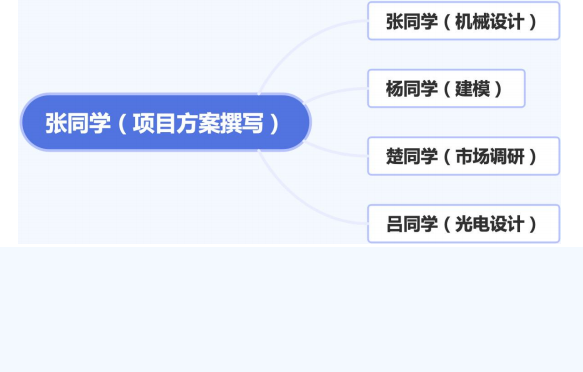 张同学（机械设计）
杨同学（建模）
张同学（项目方案撰写）
楚同学（市场调研）
吕同学（光电设计）